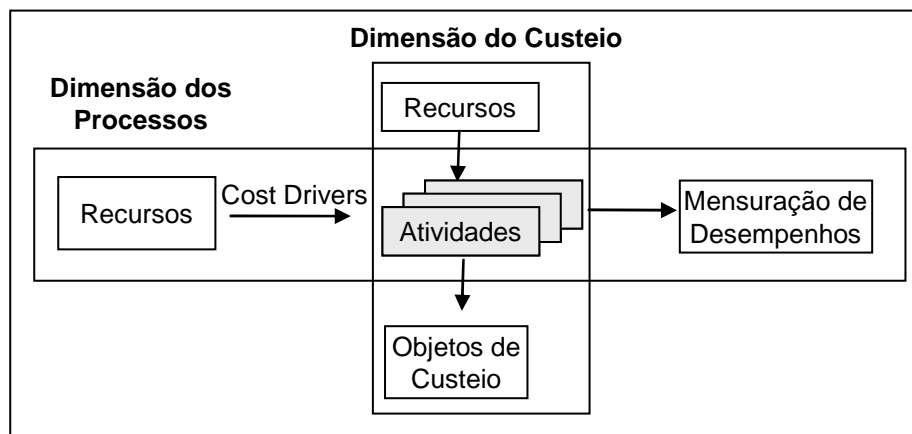 Dimensão do Custeio
Dimensão dos
Processos
Recursos
Recursos
Cost Drivers
Atividades
Mensuração de
Desempenhos
Objetos de
Custeio